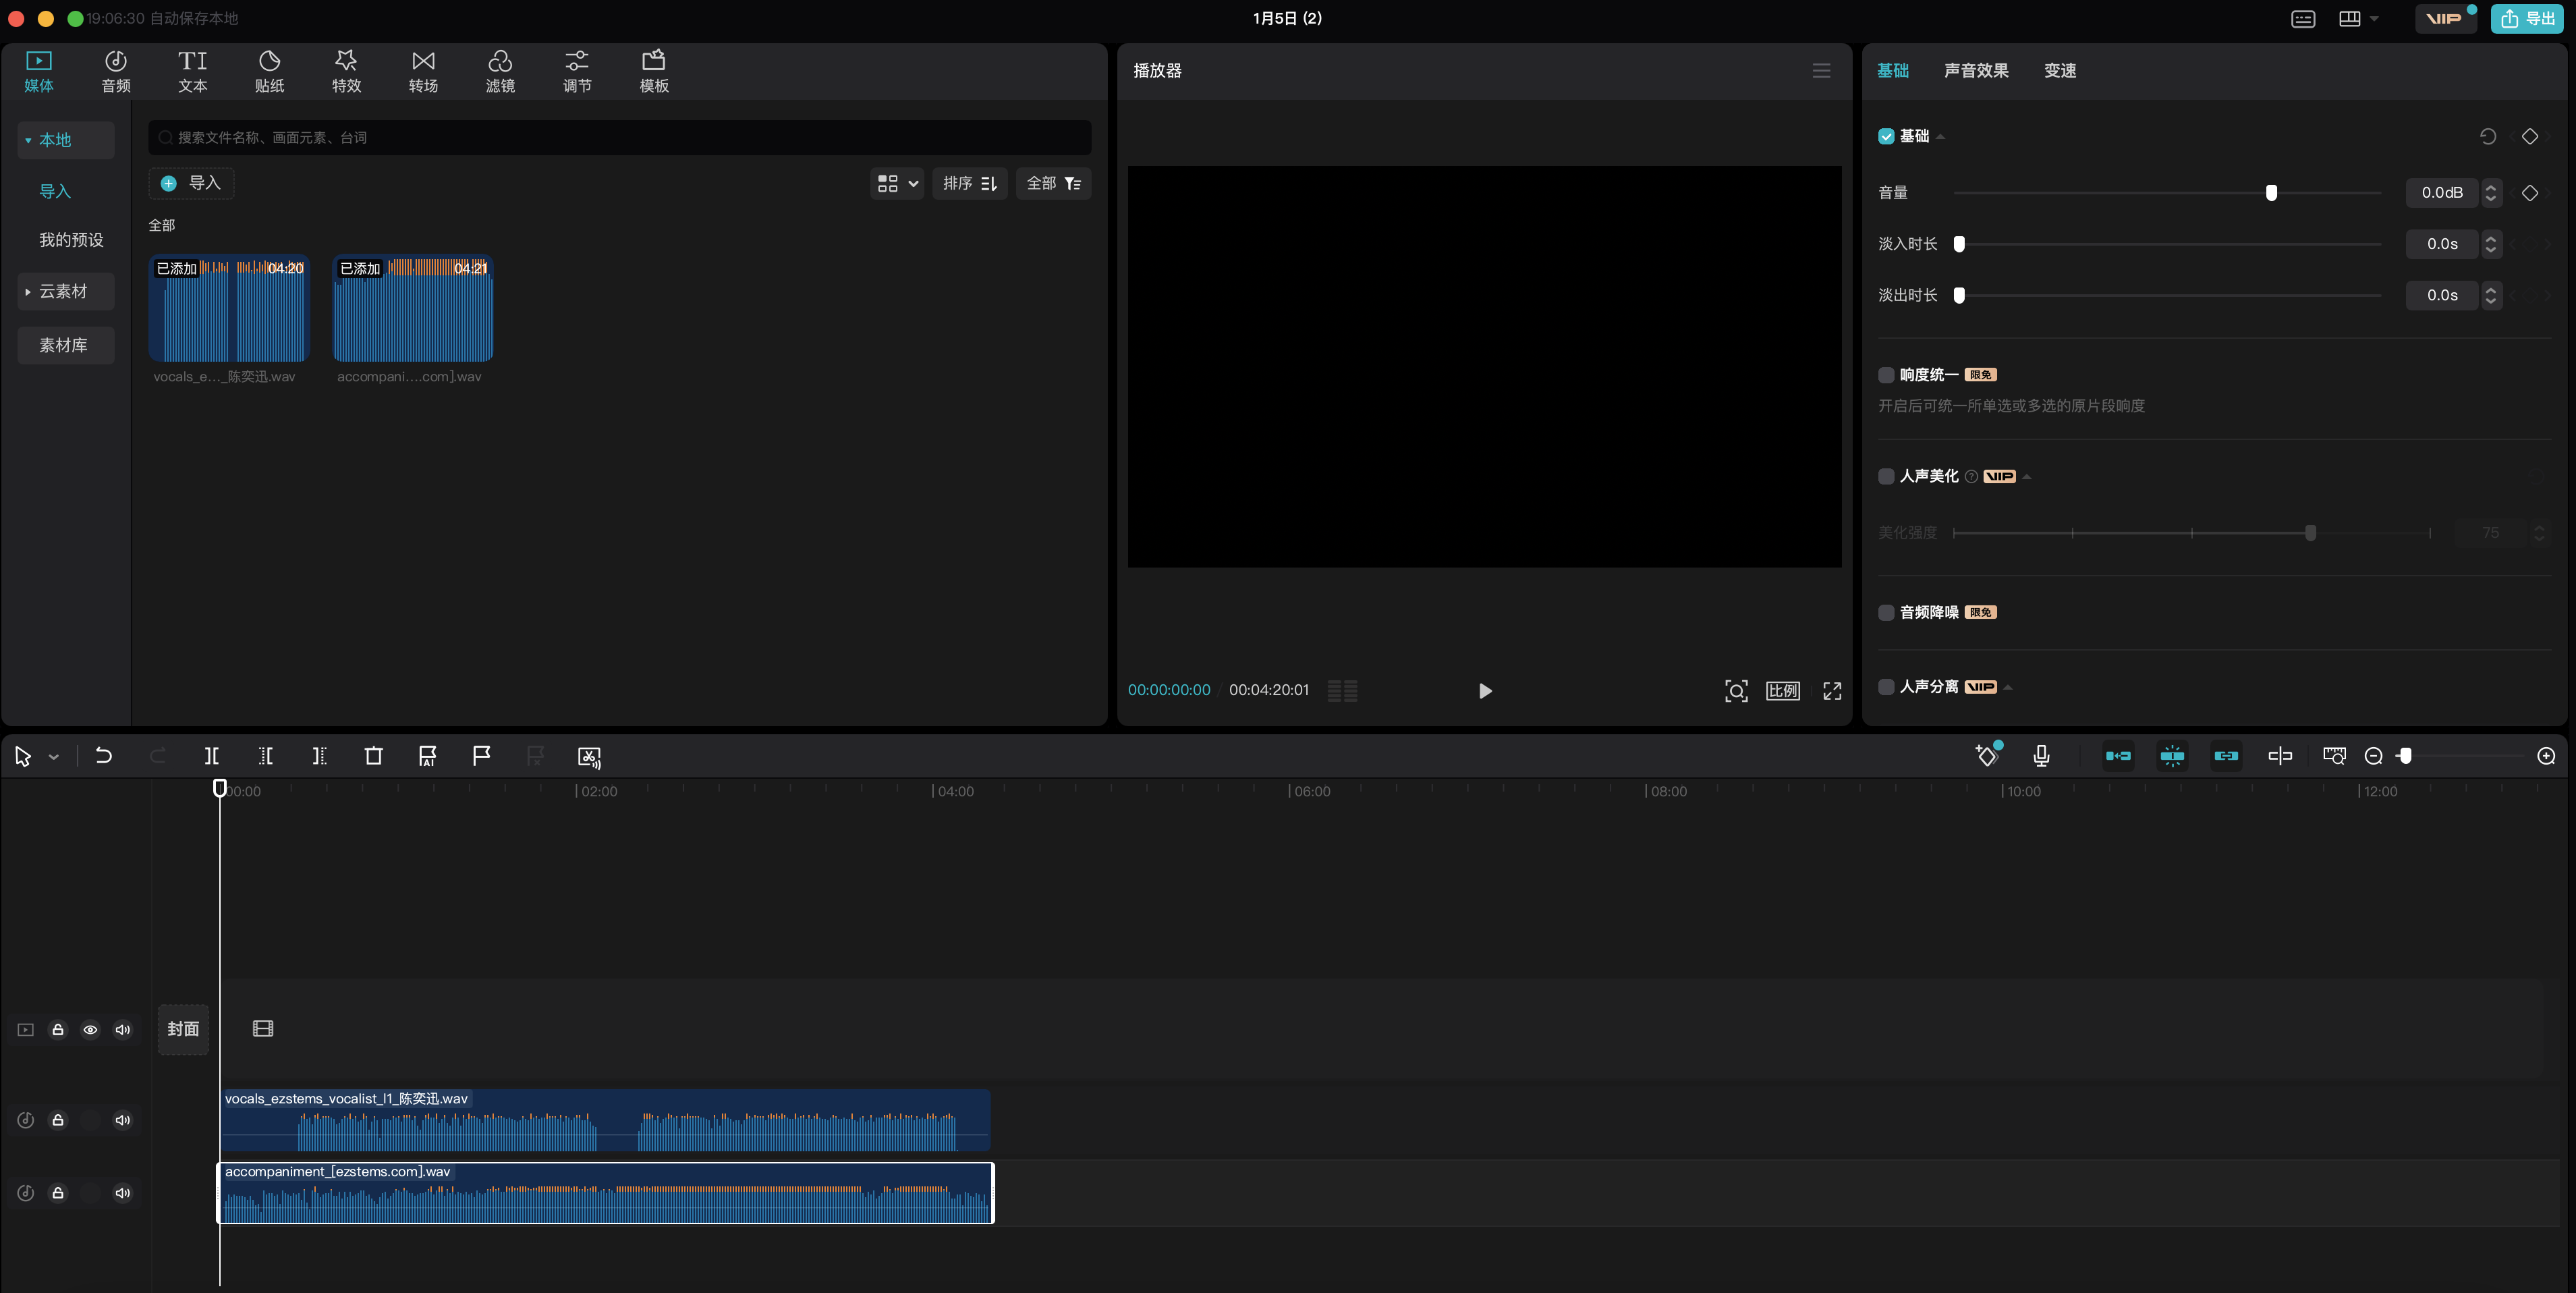 19:06:30 自动保存本地
1月5日 (2)
VIP
导出
媒体
音频
文本
贴纸
特效
转场
滤镜
调节
模板
本地
导入
我的预设
云素材
素材库
搜索文件名称、画面元素、台词
导入
排序
全部
全部
已添加
04:20
已添加
04:21
vocals_e..._陈奕迅.wav
accompani....com].wav
播放器
00:00:00:00
00:04:20:01
比例
基础
声音效果
变速
基础
音量
0.0dB
淡入时长
0.0s
淡出时长
0.0s
响度统一 限免
开启后可统一所单选或多选的原片段响度
人声美化 VIP
美化强度
75
音频降噪 限免
人声分离 VIP
AI
00:00
02:00
04:00
06:00
08:00
10:00
12:00
封面
vocals_ezstems_vocalist_l1_陈奕迅.wav
accompaniment_[ezstems.com].wav